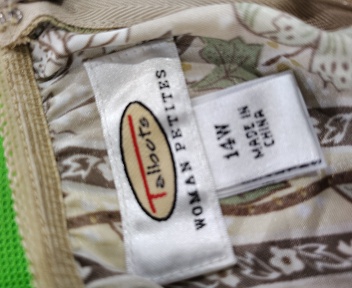 Talbots
WOMAN PETITES
14W
MADE IN
CHINA